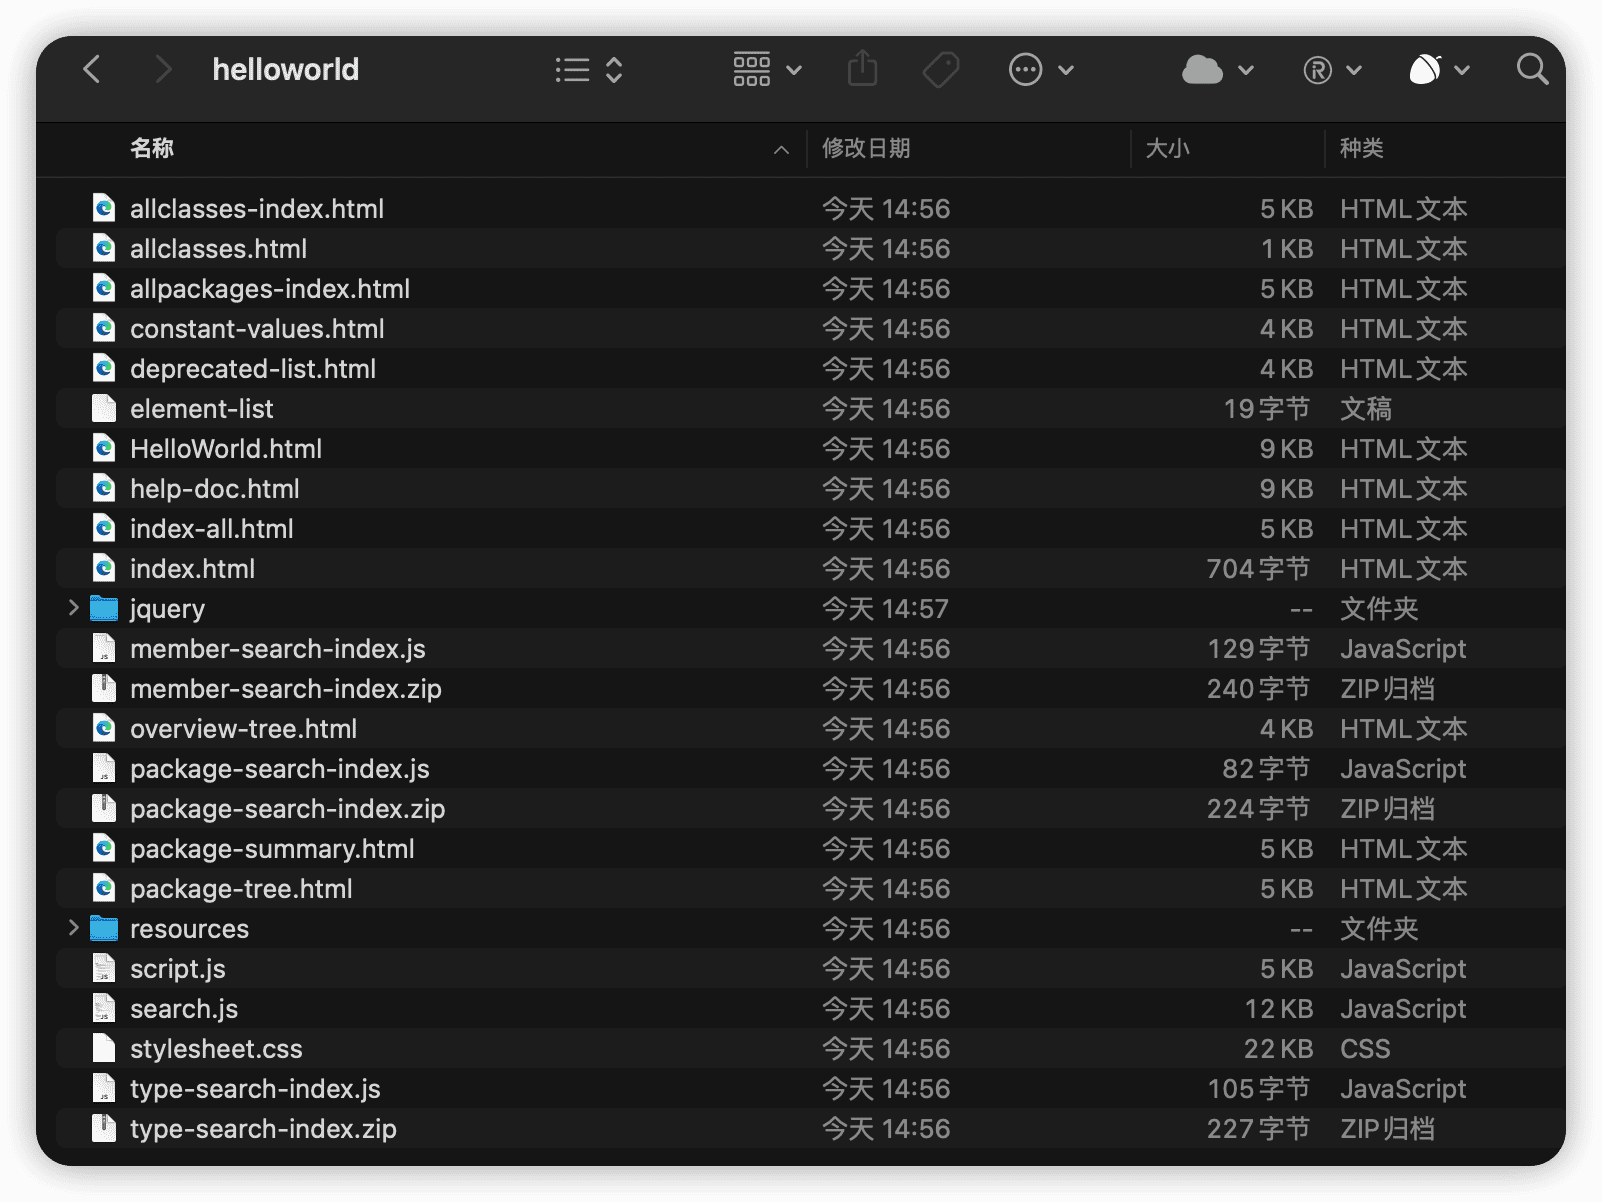 helloworld
名称 修改日期 大小 种类
allclasses-index.html 今天 14:56 5 KB HTML文本
allclasses.html 今天 14:56 1 KB HTML文本
allpackages-index.html 今天 14:56 5 KB HTML文本
constant-values.html 今天 14:56 4 KB HTML文本
deprecated-list.html 今天 14:56 4 KB HTML文本
element-list 今天 14:56 19字节 文稿
HelloWorld.html 今天 14:56 9 KB HTML文本
help-doc.html 今天 14:56 9 KB HTML文本
index-all.html 今天 14:56 5 KB HTML文本
index.html 今天 14:56 704字节 HTML文本
jquery 今天 14:57 -- 文件夹
member-search-index.js 今天 14:56 129字节 JavaScript
member-search-index.zip 今天 14:56 240字节 ZIP归档
overview-tree.html 今天 14:56 4 KB HTML文本
package-search-index.js 今天 14:56 82字节 JavaScript
package-search-index.zip 今天 14:56 224字节 ZIP归档
package-summary.html 今天 14:56 5 KB HTML文本
package-tree.html 今天 14:56 5 KB HTML文本
resources 今天 14:56 -- 文件夹
script.js 今天 14:56 5 KB JavaScript
search.js 今天 14:56 12 KB JavaScript
stylesheet.css 今天 14:56 22 KB CSS
type-search-index.js 今天 14:56 105字节 JavaScript
type-search-index.zip 今天 14:56 227字节 ZIP归档